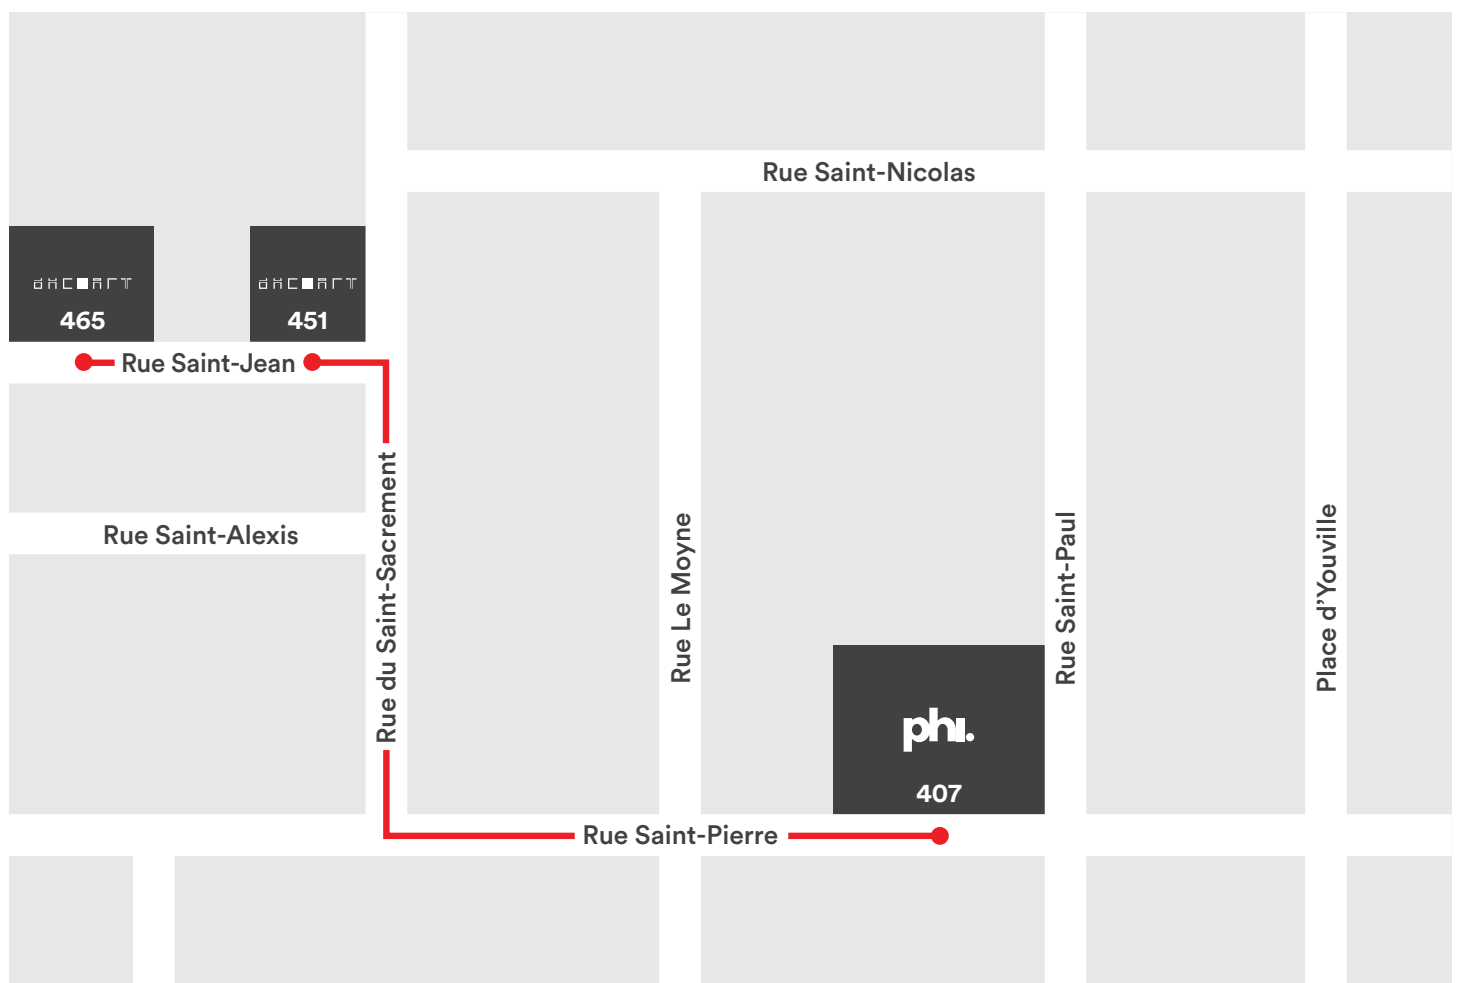 Rue Saint-Nicolas
dHC■ART
465
dHC■ART
451
Rue Saint-Jean
Rue Saint-Alexis
Rue du Saint-Sacrement
Rue Le Moyne
Rue Saint-Paul
Place d’Youville
phi.
407
Rue Saint-Pierre